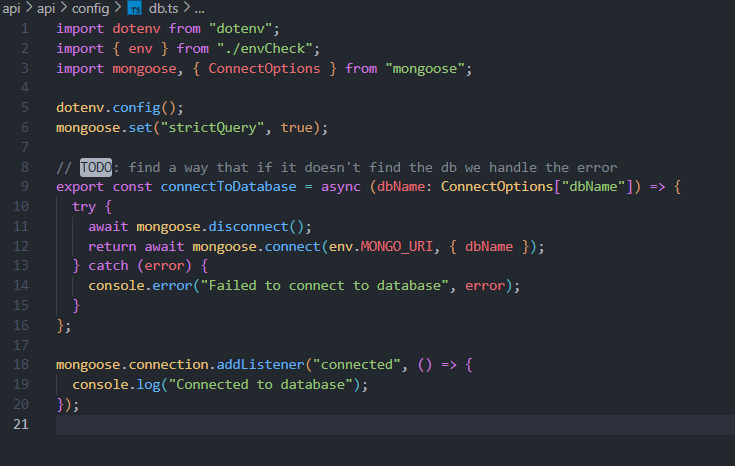 api > api > config > TS db.ts > ...
1 import dotenv from "dotenv";
2 import { env } from "./envCheck";
3 import mongoose, { ConnectOptions } from "mongoose";
4
5 dotenv.config();
6 mongoose.set("strictQuery", true);
7
8 // TODO: find a way that if it doesn't find the db we handle the error
9 export const connectToDatabase = async (dbName: ConnectOptions["dbName"]) => {
10   try {
11     await mongoose.disconnect();
12     return await mongoose.connect(env.MONGO_URI, { dbName });
13   } catch (error) {
14     console.error("Failed to connect to database", error);
15   }
16 };
17
18 mongoose.connection.addListener("connected", () => {
19   console.log("Connected to database");
20 });
21